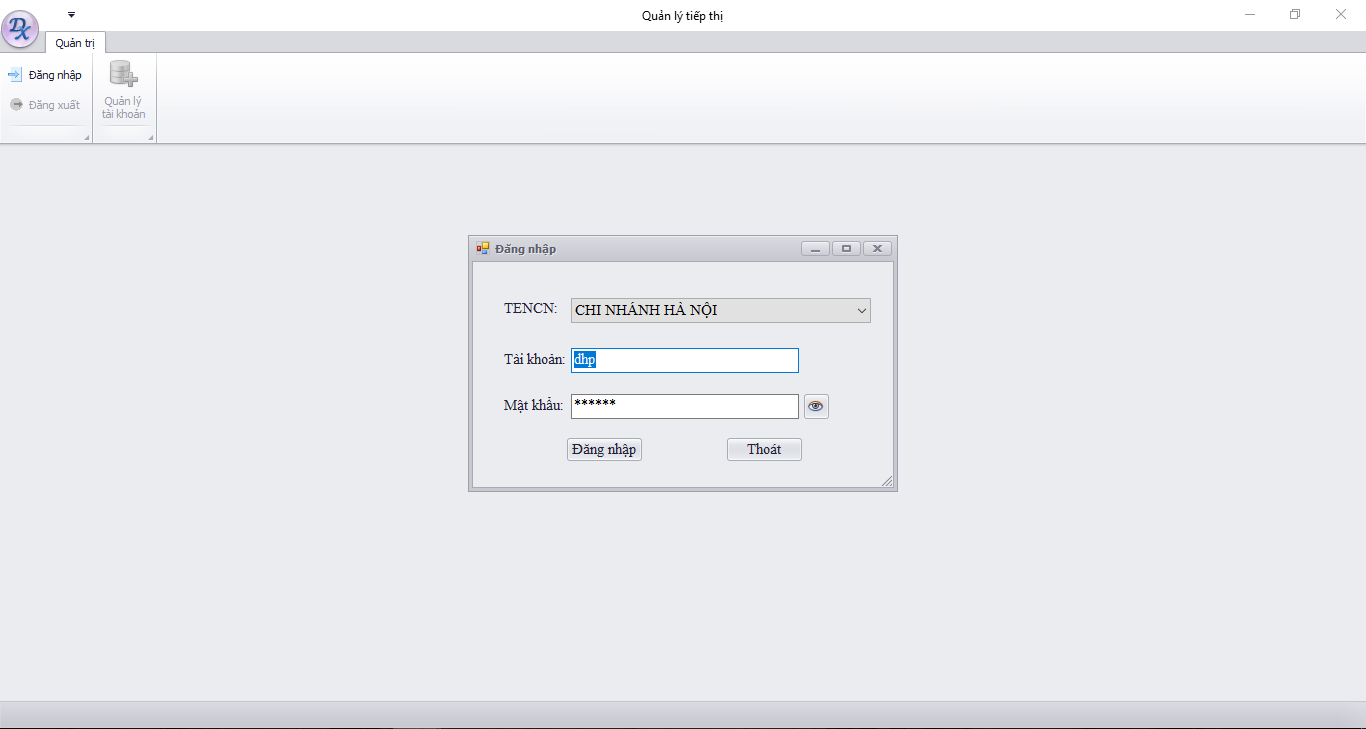 Quản lý tiếp thị
DX
Quản trị
Đăng nhập
Đăng xuất
Quản lý
tài khoản
Đăng nhập
TENCN: CHI NHÁNH HÀ NỘI
Tài khoản: dhp
Mật khẩu: ******
Đăng nhập Thoát